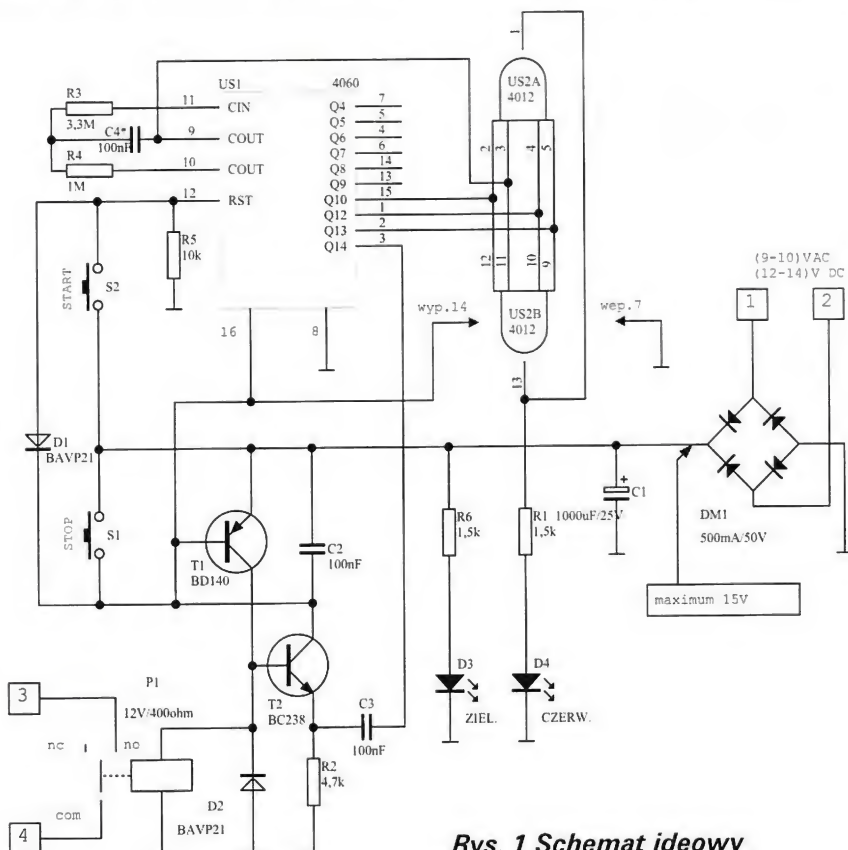 US1
4060
R3
3,3M
11
CIN
C4*
100nF
9
COUT
R4
1M
10
COUT
12
RST
Q4
7
Q5
5
Q6
4
Q7
6
Q8
14
Q9
13
Q10
15
Q12
1
Q13
2
Q14
3
1
US2A
4012
2
3
4
5
12
11
10
9
US2B
4012
13
R5
10k
START
S2
16
8
wyp.14
wep.7
(9-10)VAC
(12-14)V DC
1
2
D1
BAVP21
STOP
S1
T1
BD140
C2
100nF
R6
1,5k
R1
1,5k
+
C1
1000uF/25V
DM1
500mA/50V
maximum 15V
T2
BC238
C3
100nF
D3
ZIEL.
D4
CZERW.
3
P1
12V/400ohm
nc
no
com
4
D2
BAVP21
R2
4,7k
Rys. 1 Schemat ideowy